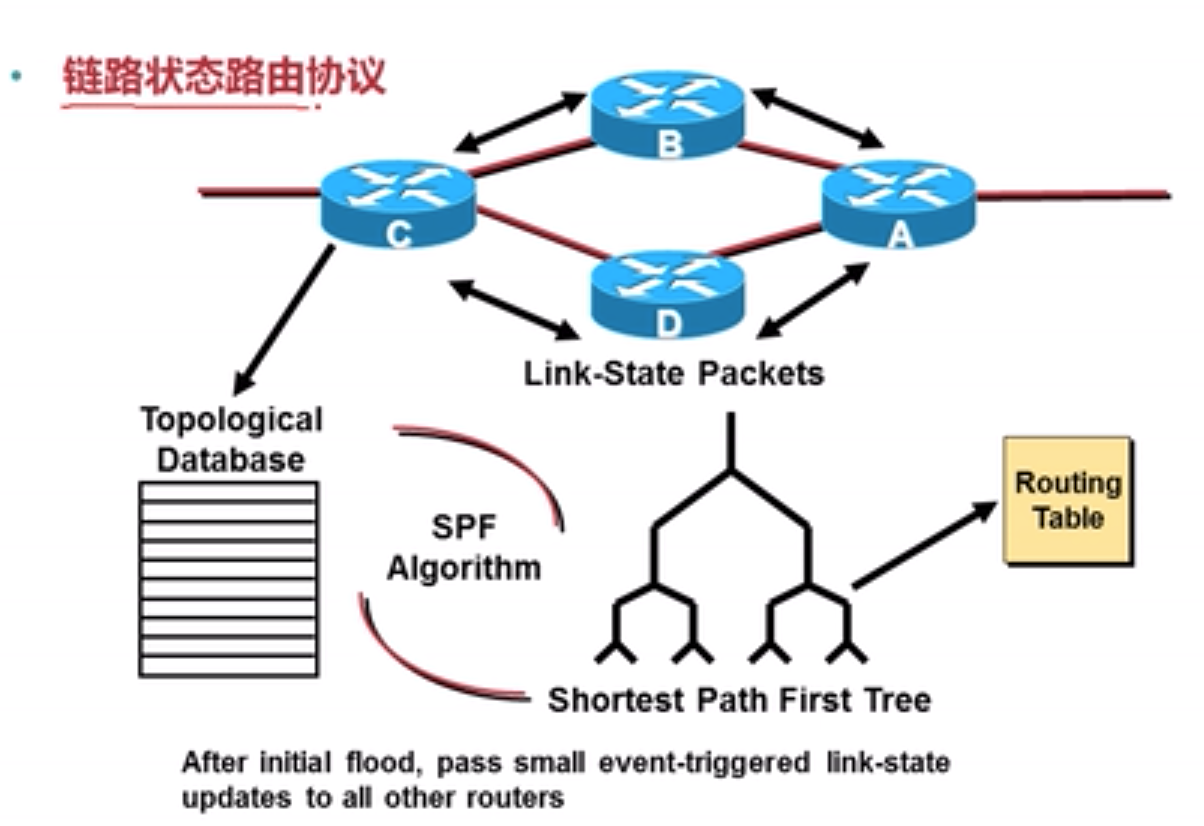 链路状态路由协议
B
C
A
D
Link-State Packets
Topological
Database
SPF
Algorithm
Routing
Table
Shortest Path First Tree
After initial flood, pass small event-triggered link-state
updates to all other routers